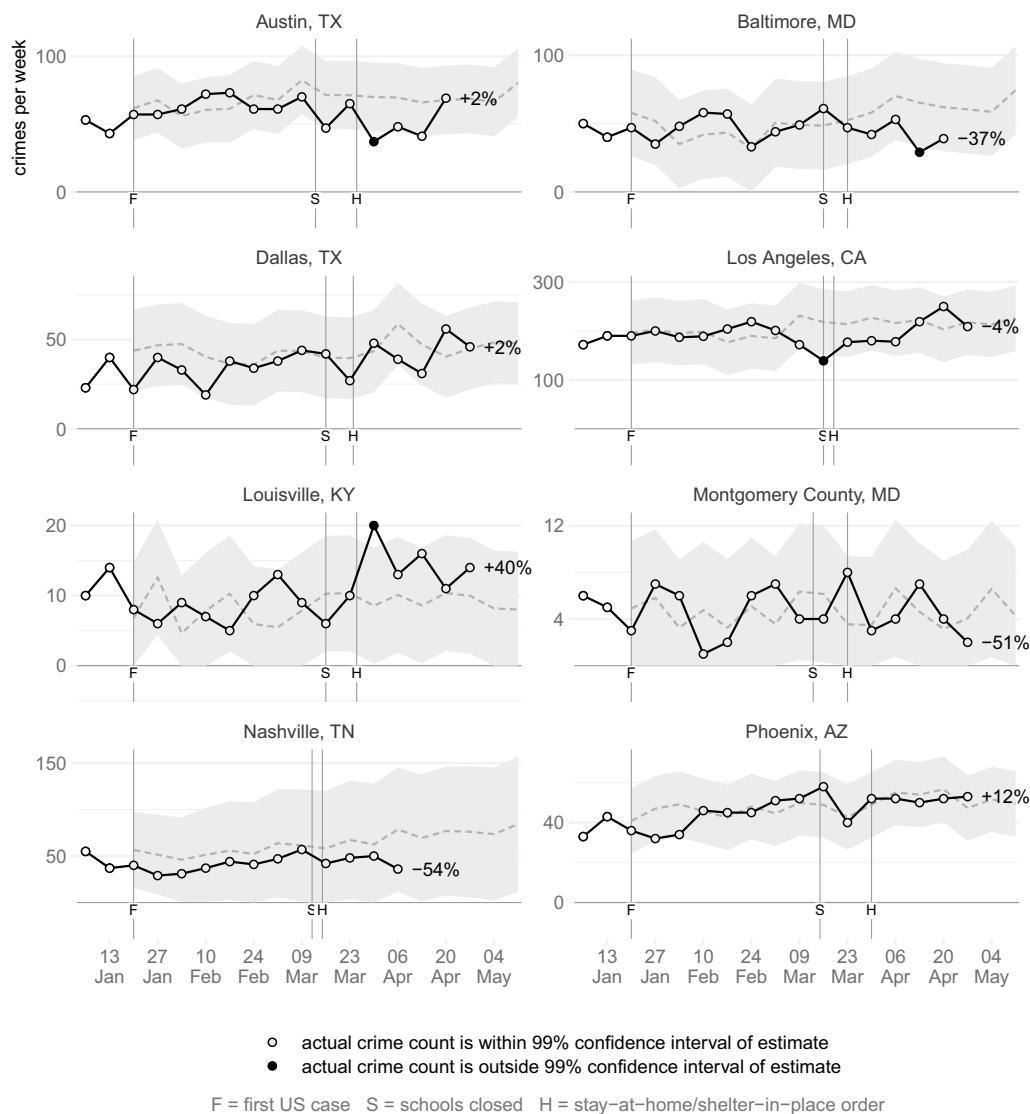 Austin, TX
Baltimore, MD
crimes per week
100
0
+2%
F
S
H
100
0
−37%
F
S
H
Dallas, TX
Los Angeles, CA
50
0
+2%
F
S
H
300
100
−4%
F
S
H
Louisville, KY
Montgomery County, MD
20
10
0
+40%
F
S
H
12
4
−51%
F
S
H
Nashville, TN
Phoenix, AZ
150
50
−54%
F
S
H
40
0
+12%
F
S
H
13 27 10 24 09 23 06 20 04
Jan Jan Feb Feb Mar Mar Apr Apr May
13 27 10 24 09 23 06 20 04
Jan Jan Feb Feb Mar Mar Apr Apr May
actual crime count is within 99% confidence interval of estimate
actual crime count is outside 99% confidence interval of estimate
F = first US case S = schools closed H = stay−at−home/shelter−in−place order